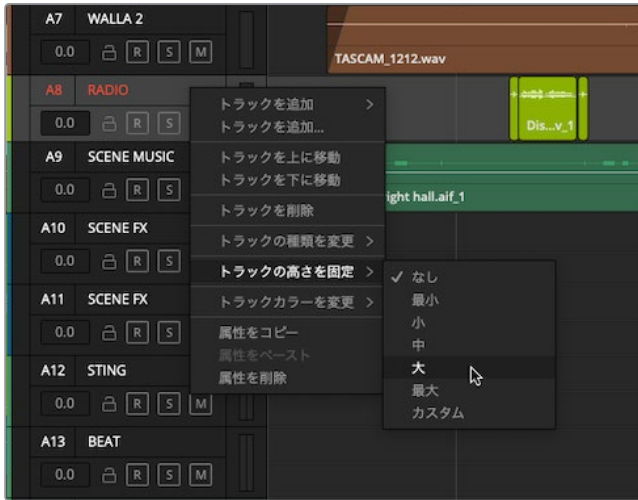 A7 WALLA 2
0.0 R S M
TASCAM_1212.wav
A8 RADIO
0.0 R S
Dis...v_1
トラックを追加
トラックを追加...
トラックを上に移動
トラックを下に移動
トラックを削除
トラックの種類を変更
トラックの高さを固定
トラックカラーを変更
属性をコピー
属性をペースト
属性を削除
なし
最小
小
中
大
最大
カスタム
A9 SCENE MUSIC
0.0 R S
ight hall.aif_1
A10 SCENE FX
0.0 R S
A11 SCENE FX
0.0 R S
A12 STING
0.0 R S M
A13 BEAT
0.0 R S M